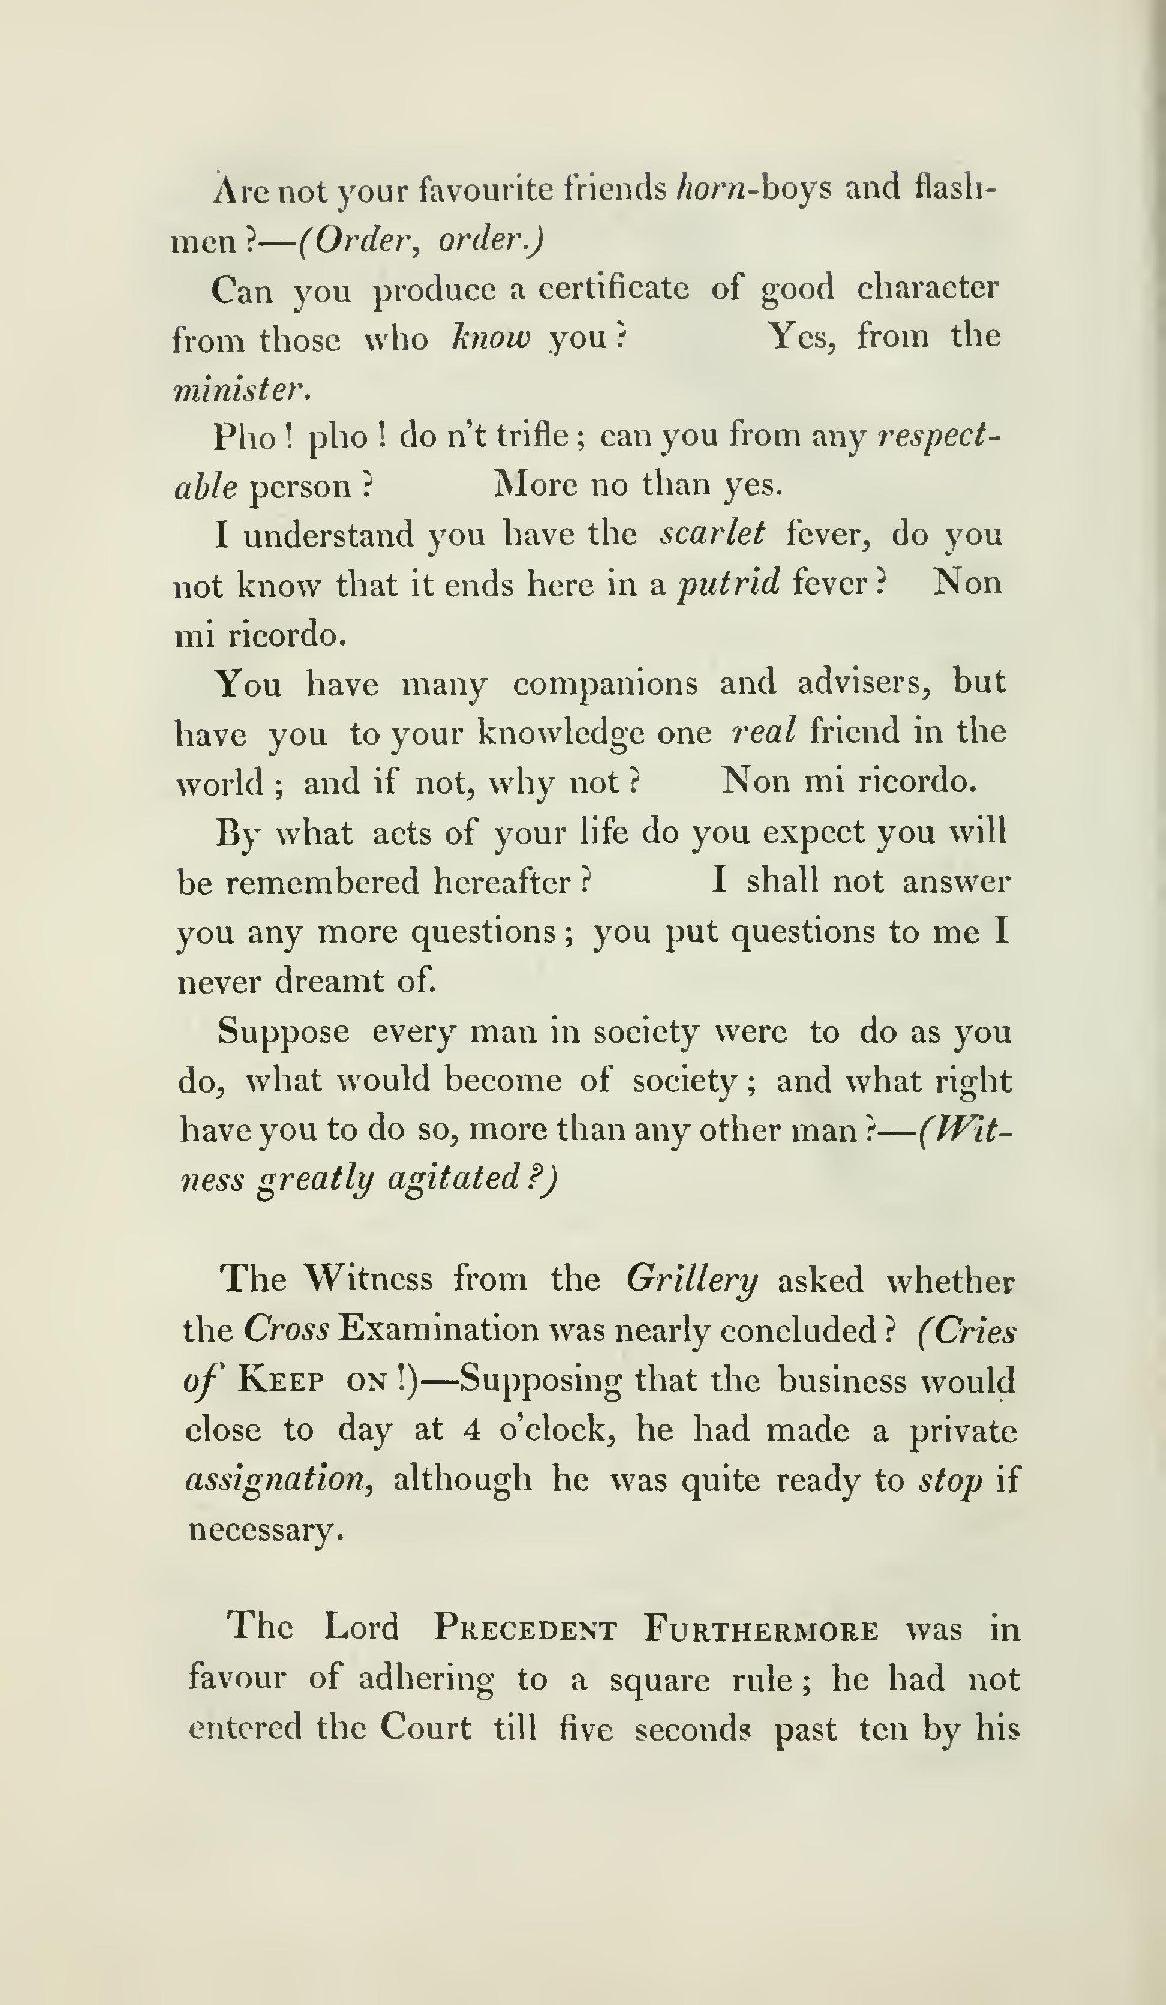 Are not your favourite friends horn-boys and flash-
men ?—(Order, order.)
Can you produce a certificate of good character
from those who know you ? Yes, from the
minister.
Pho ! pho ! do n't trifle ; can you from any respect-
able person ? More no than yes.
I understand you have the scarlet fever, do you
not know that it ends here in a putrid fever ? Non
mi ricordo.
You have many companions and advisers, but
have you to your knowledge one real friend in the
world ; and if not, why not ? Non mi ricordo.
By what acts of your life do you expect you will
be remembered hereafter ? I shall not answer
you any more questions ; you put questions to me I
never dreamt of.
Suppose every man in society were to do as you
do, what would become of society ; and what right
have you to do so, more than any other man ?—(Wit-
ness greatly agitated ?)
The Witness from the Grillery asked whether
the Cross Examination was nearly concluded ? (Cries
of KEEP ON !)—Supposing that the business would
close to day at 4 o'clock, he had made a private
assignation, although he was quite ready to stop if
necessary.
The Lord PRECEDENT FURTHERMORE was in
favour of adhering to a square rule ; he had not
entered the Court till five seconds past ten by his